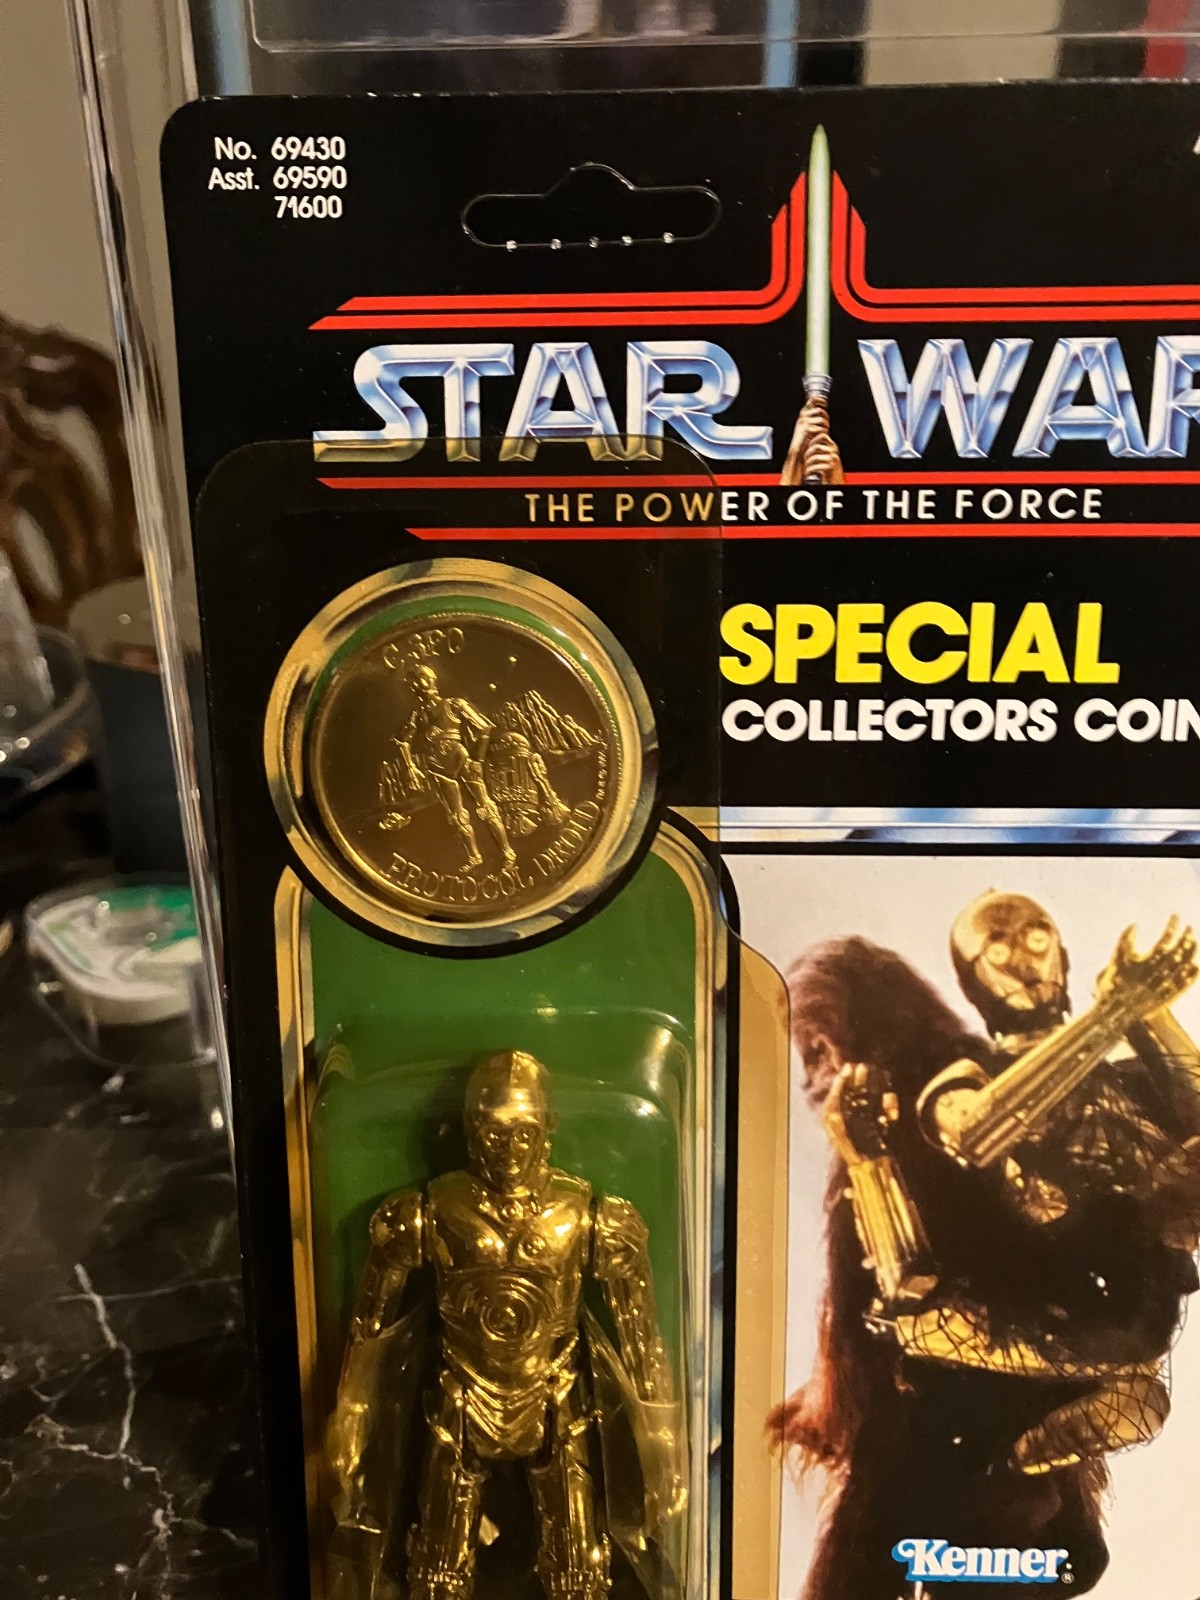 No. 69430
Asst. 69590
71600
STAR WAR
THE POWER OF THE FORCE
SPECIAL
COLLECTORS COIN
C-3PO
PROTOCOL DROID
Kenner®